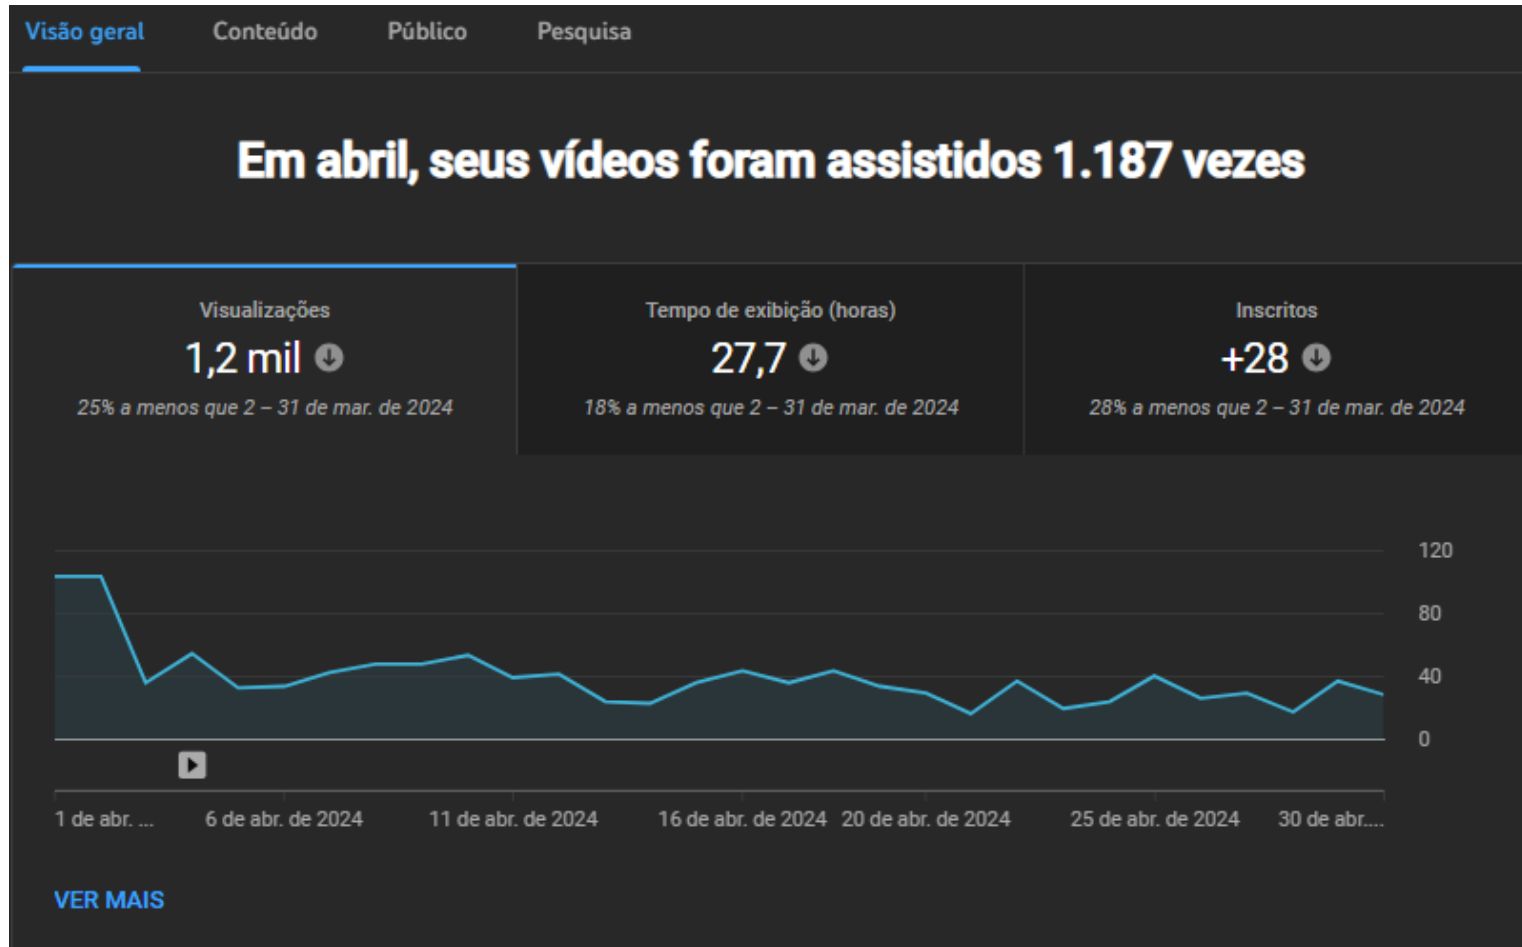 Visão geral Conteúdo Público Pesquisa
Em abril, seus vídeos foram assistidos 1.187 vezes
Visualizações
1,2 mil
25% a menos que 2 – 31 de mar. de 2024
Tempo de exibição (horas)
27,7
18% a menos que 2 – 31 de mar. de 2024
Inscritos
+28
28% a menos que 2 – 31 de mar. de 2024
120
80
40
0
1 de abr. ... 6 de abr. de 2024 11 de abr. de 2024 16 de abr. de 2024 20 de abr. de 2024 25 de abr. de 2024 30 de abr....
VER MAIS